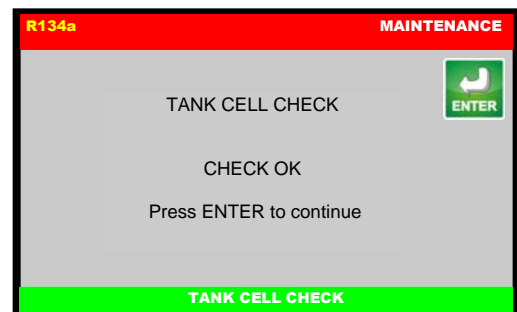 R134a MAINTENANCE
ENTER
TANK CELL CHECK
CHECK OK
Press ENTER to continue
TANK CELL CHECK